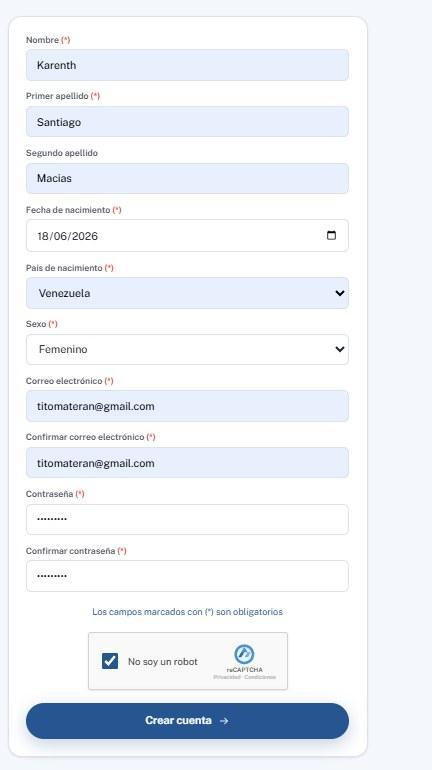 Nombre (*)
Karenth
Primer apellido (*)
Santiago
Segundo apellido
Macias
Fecha de nacimiento (*)
18/06/2026
País de nacimiento (*)
Venezuela
Sexo (*)
Femenino
Correo electrónico (*)
titomateran@gmail.com
Confirmar correo electrónico (*)
titomateran@gmail.com
Contraseña (*)
•••••••••
Confirmar contraseña (*)
•••••••••
Los campos marcados con (*) son obligatorios
No soy un robot
reCAPTCHA
Privacidad - Condiciones
Crear cuenta →